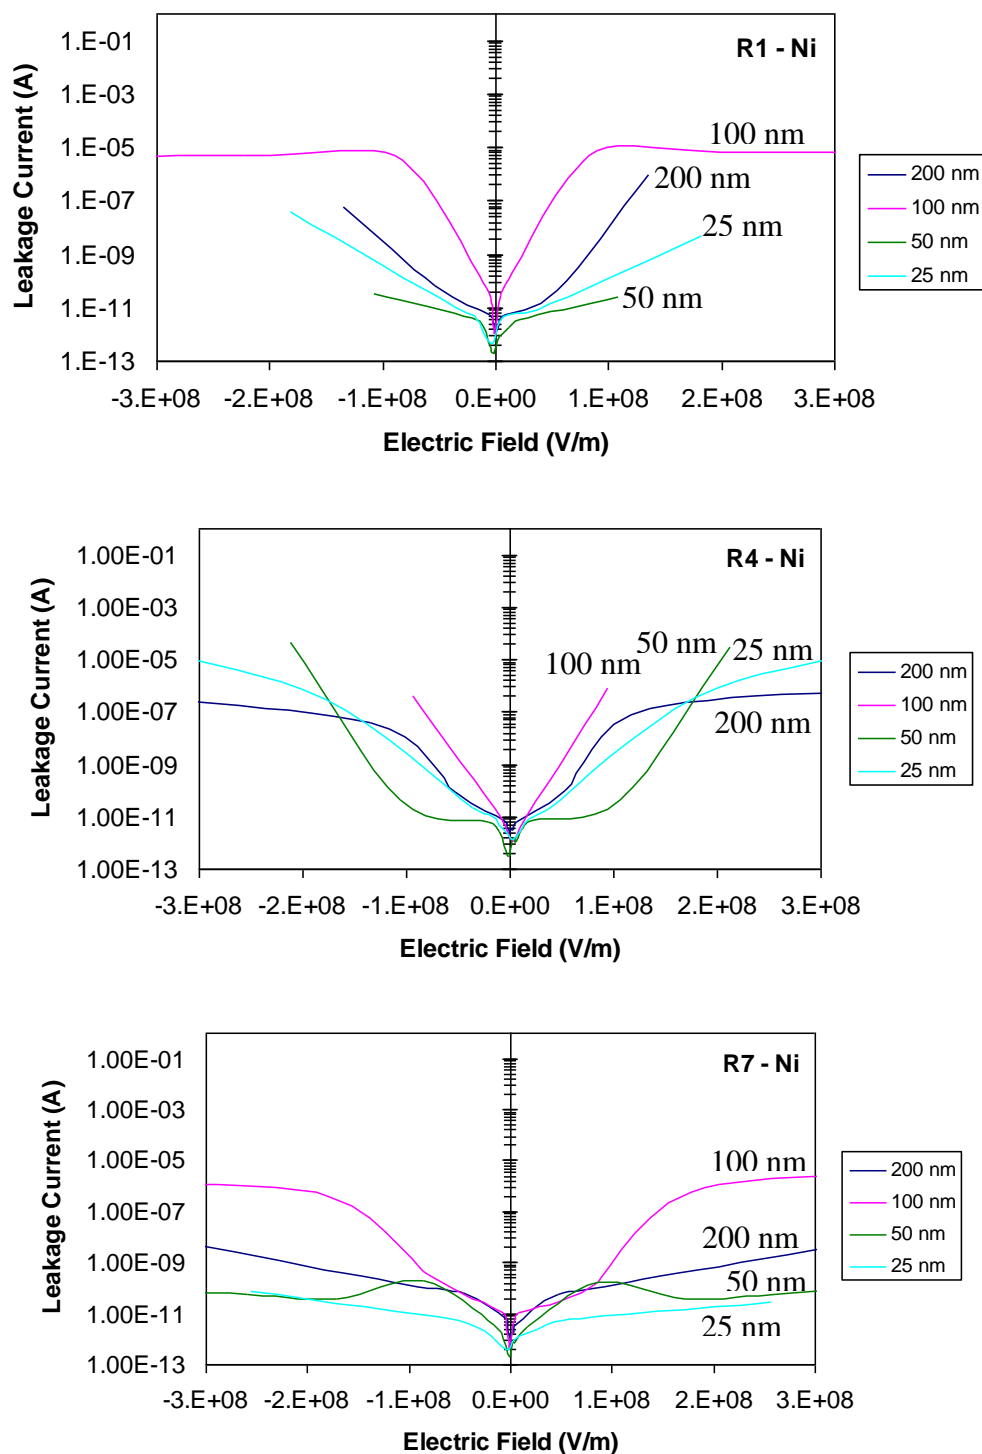 R1 - Ni
Leakage Current (A)
1.E-01
1.E-03
1.E-05
1.E-07
1.E-09
1.E-11
1.E-13
100 nm
200 nm
25 nm
50 nm
200 nm
100 nm
50 nm
25 nm
-3.E+08 -2.E+08 -1.E+08 0.E+00 1.E+08 2.E+08 3.E+08
Electric Field (V/m)
R4 - Ni
Leakage Current (A)
1.00E-01
1.00E-03
1.00E-05
1.00E-07
1.00E-09
1.00E-11
1.00E-13
50 nm
25 nm
100 nm
200 nm
200 nm
100 nm
50 nm
25 nm
-3.E+08 -2.E+08 -1.E+08 0.E+00 1.E+08 2.E+08 3.E+08
Electric Field (V/m)
R7 - Ni
Leakage Current (A)
1.00E-01
1.00E-03
1.00E-05
1.00E-07
1.00E-09
1.00E-11
1.00E-13
100 nm
200 nm
50 nm
25 nm
200 nm
100 nm
50 nm
25 nm
-3.E+08 -2.E+08 -1.E+08 0.E+00 1.E+08 2.E+08 3.E+08
Electric Field (V/m)